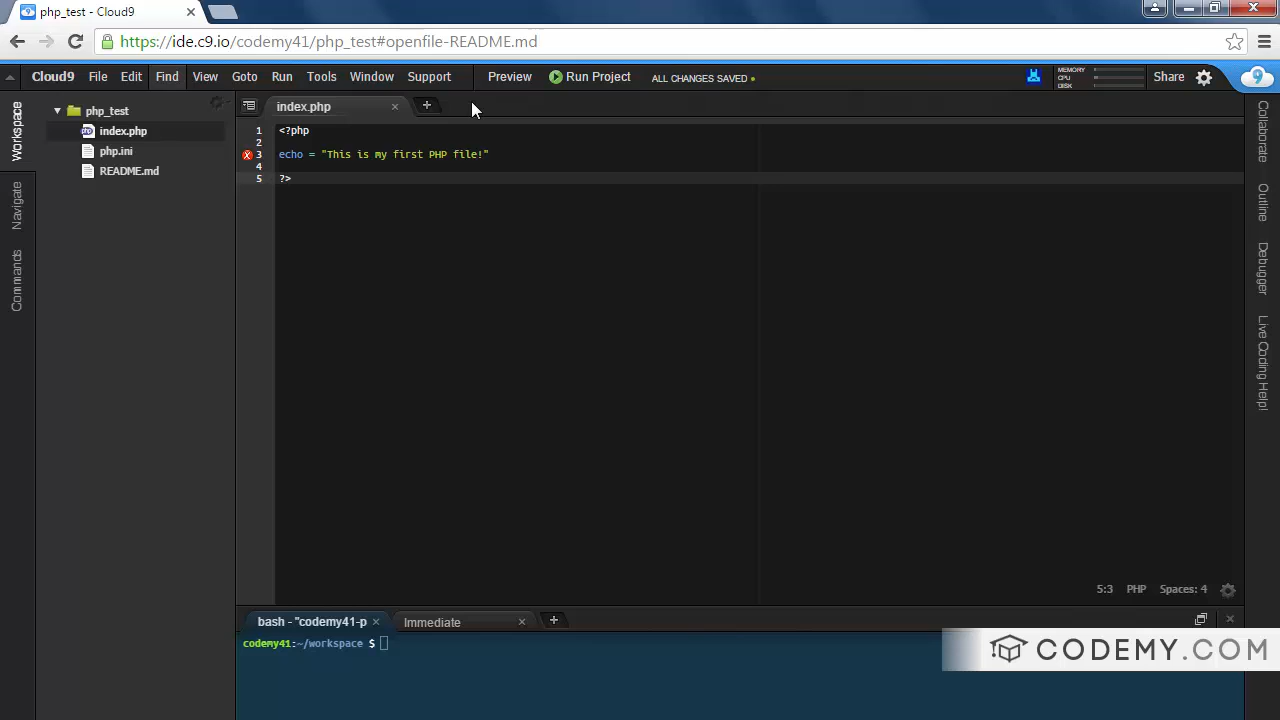 php_test - Cloud9
https://ide.c9.io/codemy41/php_test#openfile-README.md
Cloud9 File Edit Find View Goto Run Tools Window Support Preview Run Project ALL CHANGES SAVED MEMORY CPU DISK Share
Workspace
Navigate
Commands
php_test
index.php
php.ini
README.md
index.php
1 <?php
2
3 echo = "This is my first PHP file!"
4
5 ?>
Collaborate
Outline
Debugger
Live Coding Help!
5:3 PHP Spaces: 4
bash - "codemy41-p Immediate
codemy41:~/workspace $
CODEMY.COM